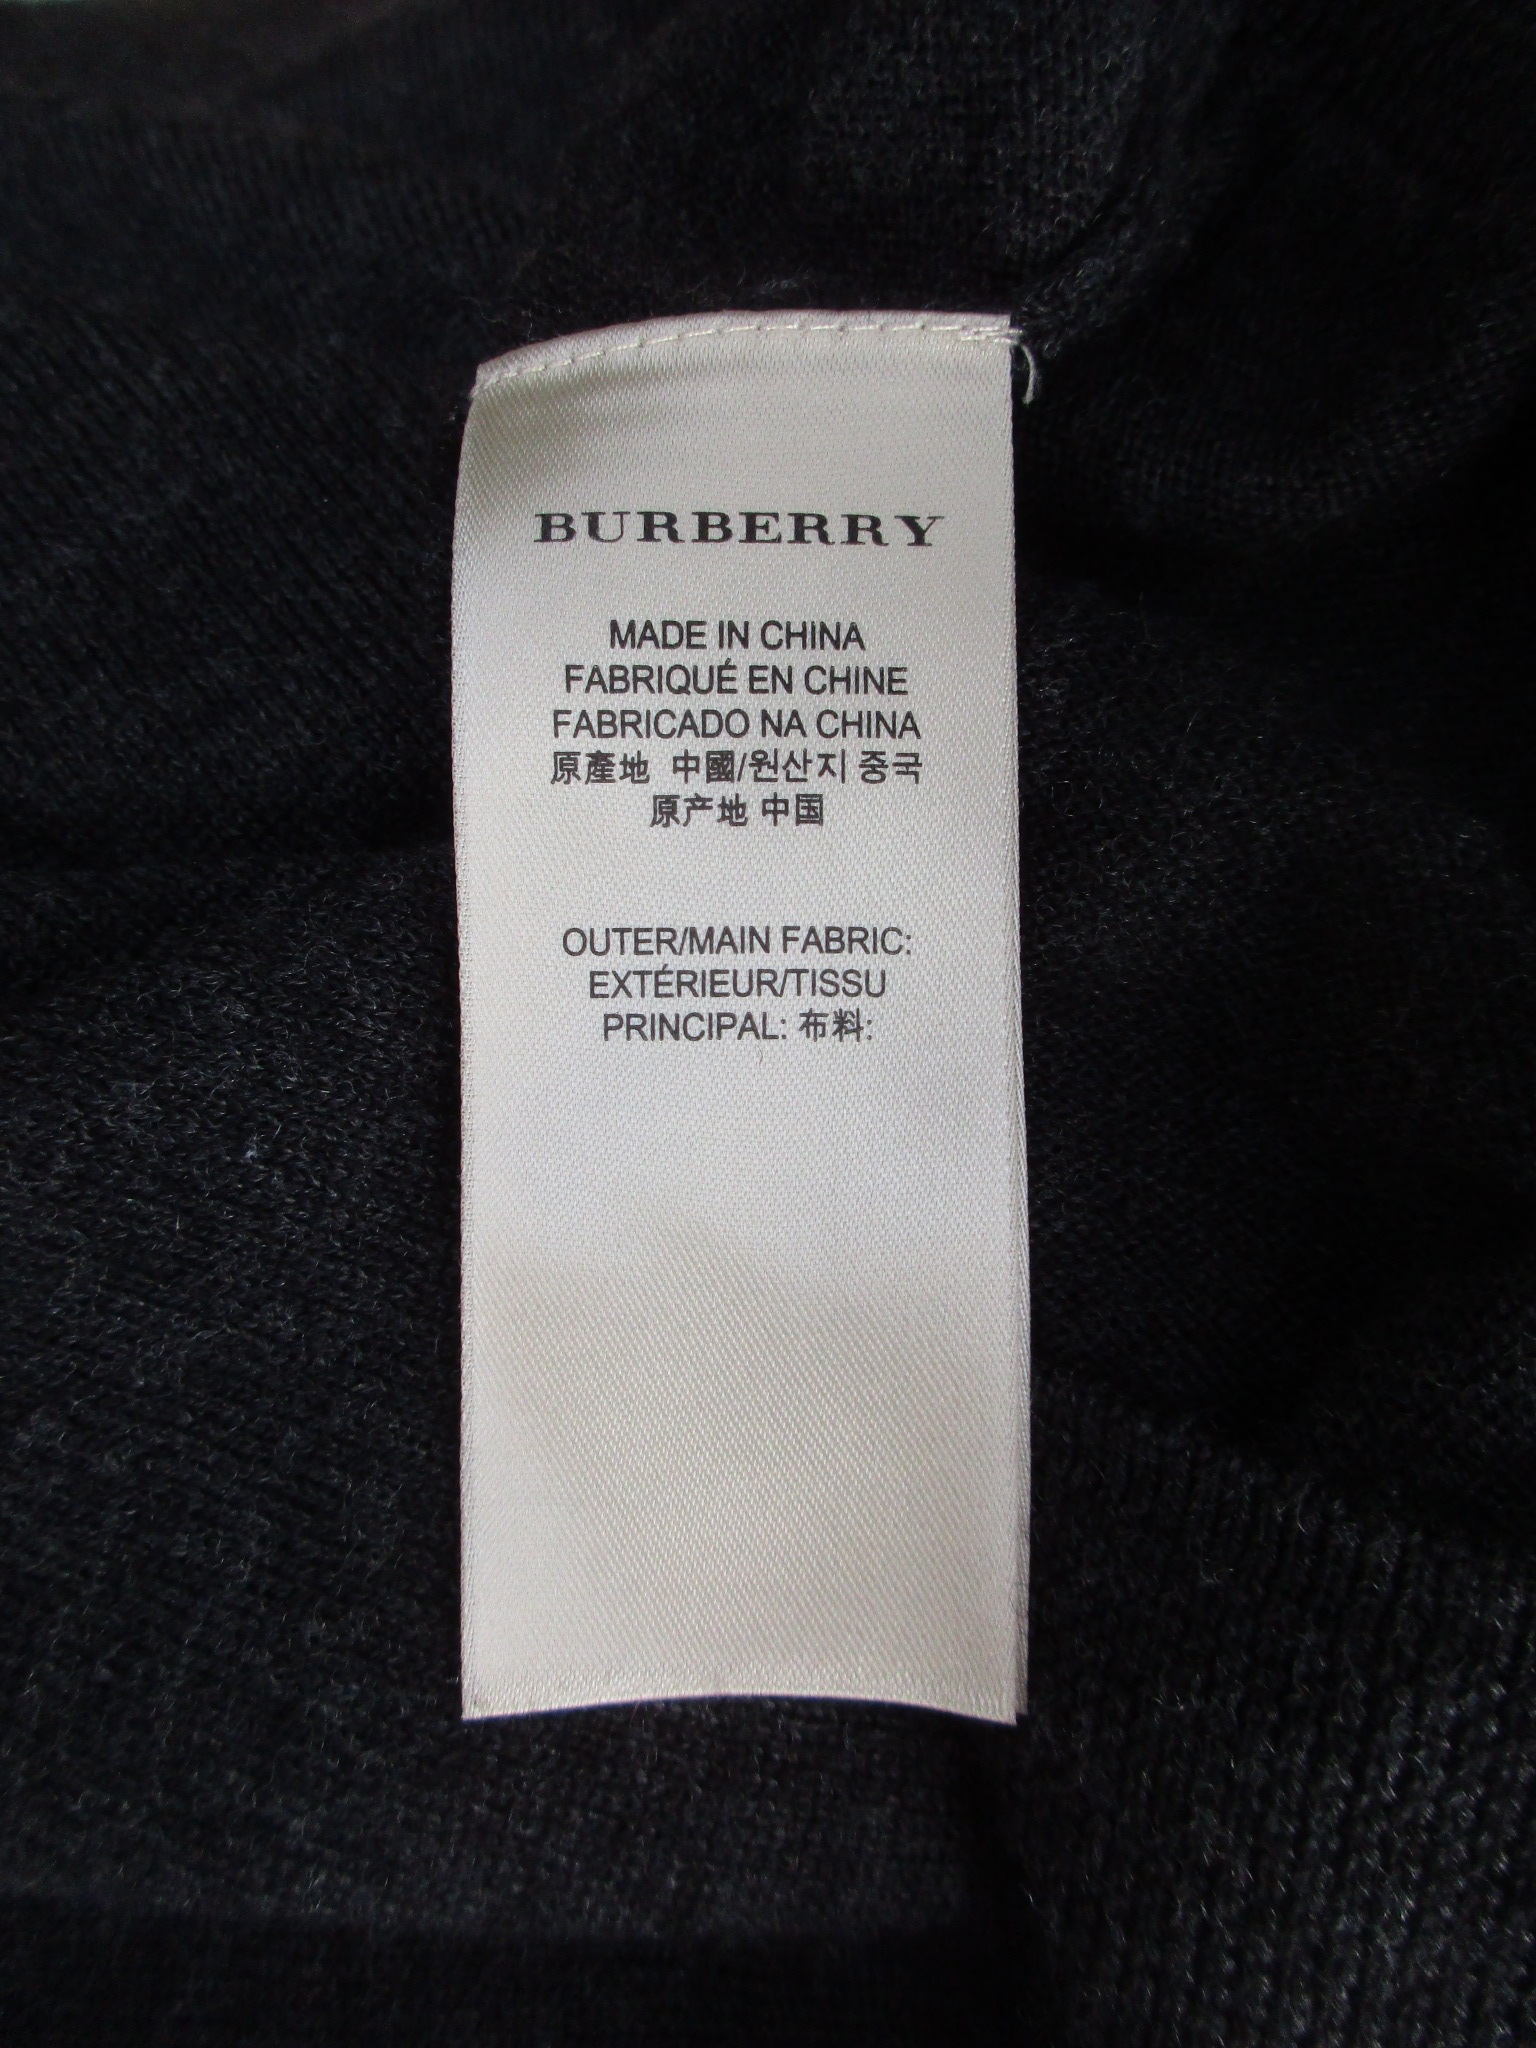 BURBERRY
MADE IN CHINA
FABRIQUÉ EN CHINE
FABRICADO NA CHINA
原產地 中國/원산지 중국
原产地 中国
OUTER/MAIN FABRIC:
EXTÉRIEUR/TISSU
PRINCIPAL: 布料: